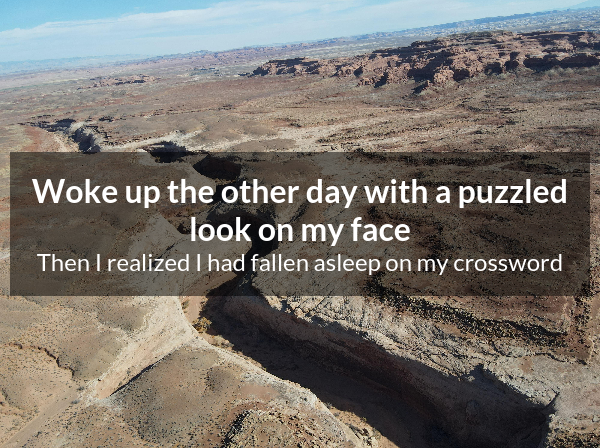 Woke up the other day with a puzzled
look on my face
Then I realized I had fallen asleep on my crossword